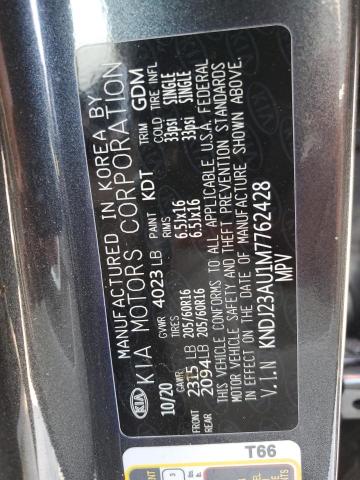 MANUFACTURED IN KOREA BY
KIA KIA MOTORS CORPORATION
10/20 GVWR 4023 LB PAINT KDT TRIM GDM
GAWR TIRES RIMS COLD TIRE INFL
FRONT 2315 LB 205/60R16 6.5Jx16 33psi SINGLE
REAR 2094 LB 205/60R16 6.5Jx16 33psi SINGLE
THIS VEHICLE CONFORMS TO ALL APPLICABLE U.S.A. FEDERAL
MOTOR VEHICLE SAFETY AND THEFT PREVENTION STANDARDS
IN EFFECT ON THE DATE OF MANUFACTURE SHOWN ABOVE.
V.I.N KNDJ23AU1M7762428
MPV
T66